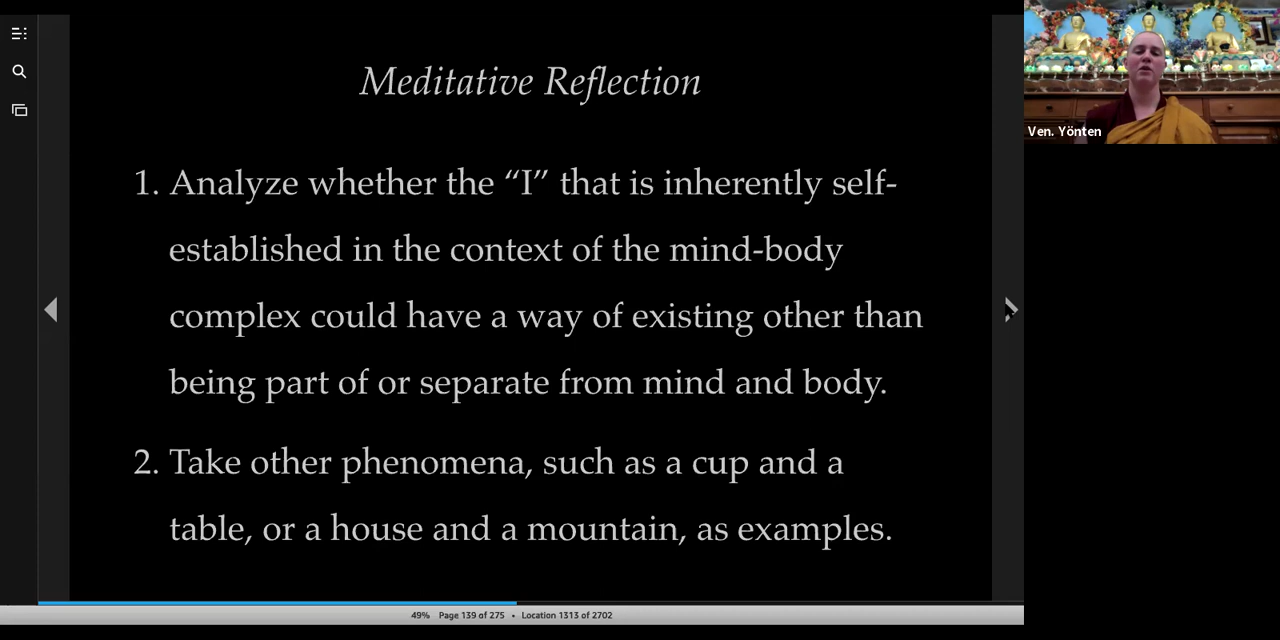 Meditative Reflection
1. Analyze whether the “I” that is inherently self-
established in the context of the mind-body
complex could have a way of existing other than
being part of or separate from mind and body.
2. Take other phenomena, such as a cup and a
table, or a house and a mountain, as examples.
49% Page 139 of 275 • Location 1313 of 2702
Ven. Yönten